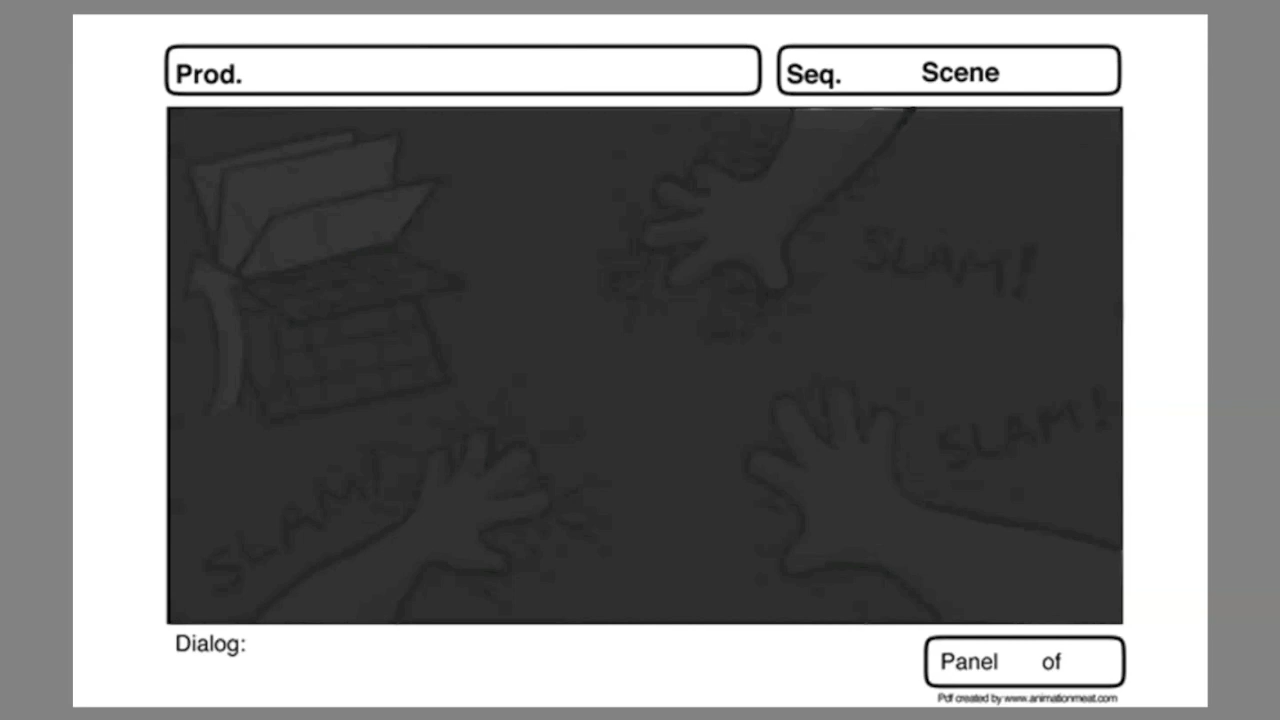 Prod.
Seq. Scene
SLAM!
SLAM!
SLAM!
Dialog:
Panel of
Pdf created by www.animationmeat.com